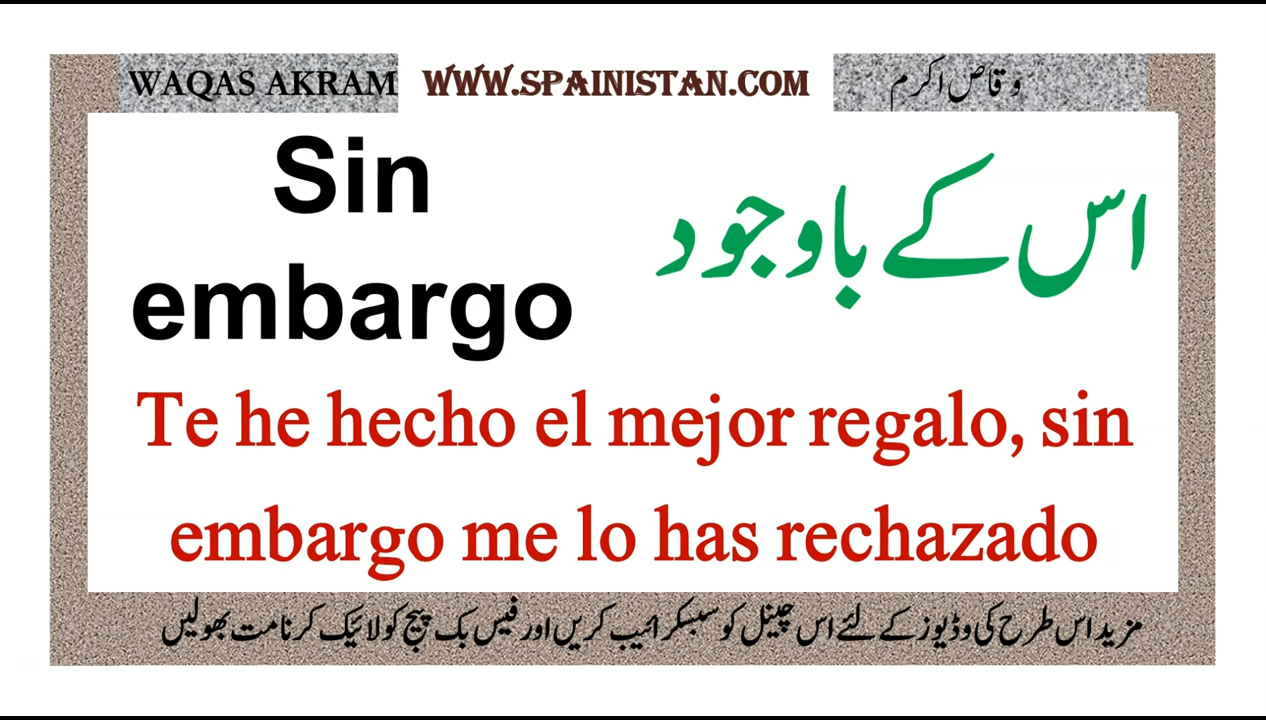 WAQAS AKRAM WWW.SPAINISTAN.COM وقاص اکرم
Sin
embargo
اس کے باوجود
Te he hecho el mejor regalo, sin
embargo me lo has rechazado
مزید اس طرح کی وڈیوز کے لئے اس چینل کو سبسکرائیب کریں اور فیس بک پیج کو لائیک کرنا مت بھولیں